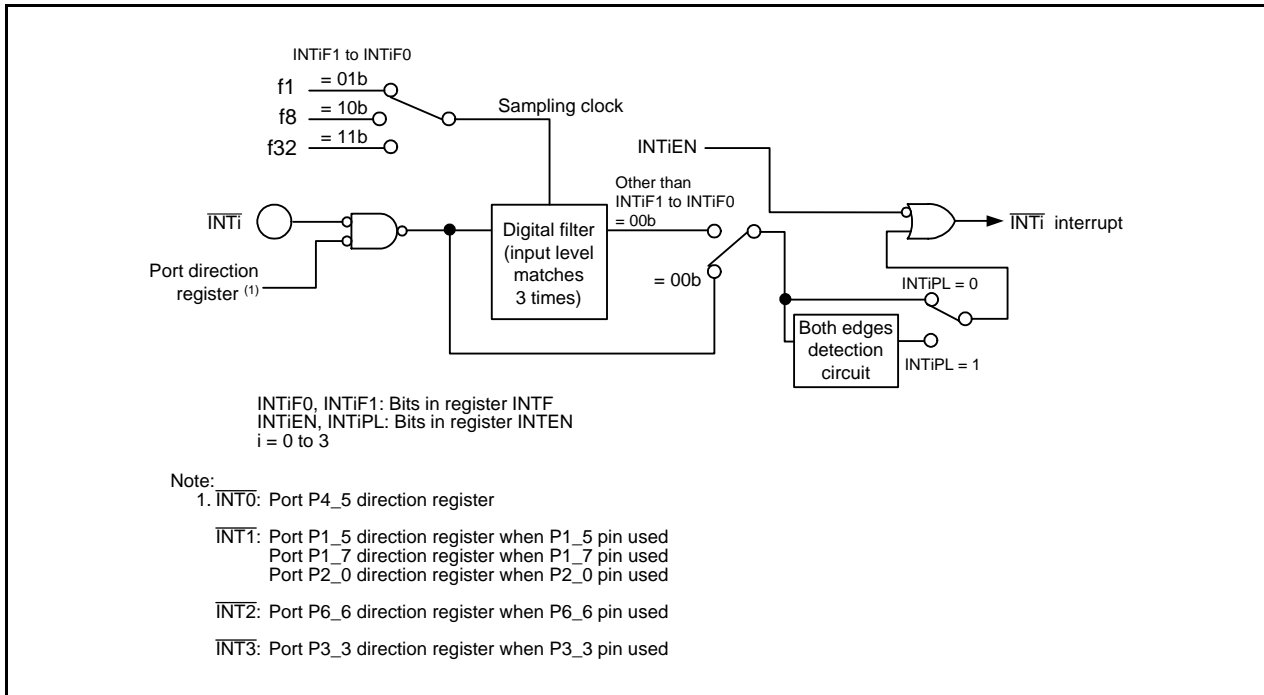 INTiF1 to INTiF0
f1
= 01b
f8
= 10b
f32
= 11b
Sampling clock
INTiEN
Other than
INTiF1 to INTiF0
= 00b
INTi
Digital filter
(input level
matches
3 times)
INTi interrupt
Port direction
register (1)
= 00b
INTiPL = 0
Both edges
detection
circuit
INTiPL = 1
INTiF0, INTiF1: Bits in register INTF
INTiEN, INTiPL: Bits in register INTEN
i = 0 to 3
Note:
1. INT0: Port P4_5 direction register
INT1: Port P1_5 direction register when P1_5 pin used
Port P1_7 direction register when P1_7 pin used
Port P2_0 direction register when P2_0 pin used
INT2: Port P6_6 direction register when P6_6 pin used
INT3: Port P3_3 direction register when P3_3 pin used